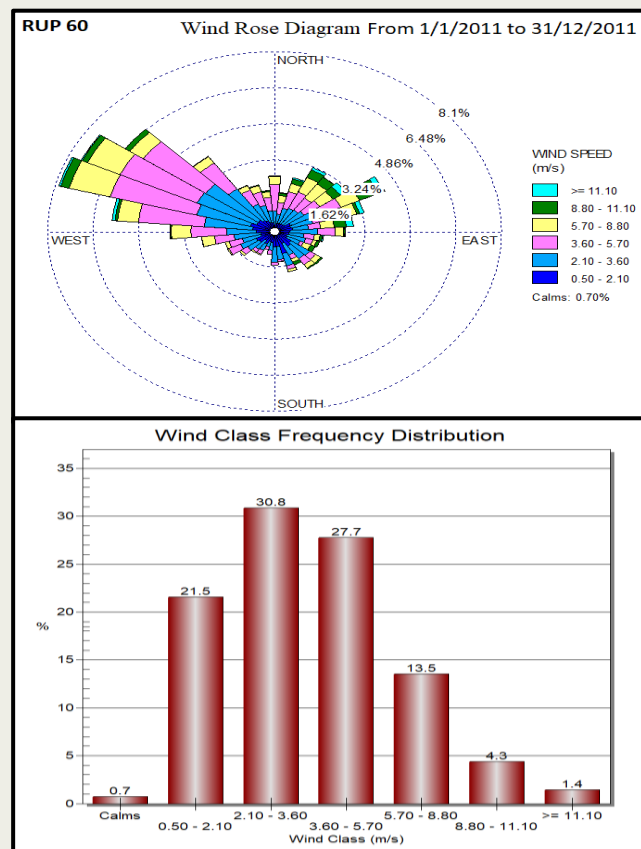 RUP 60 Wind Rose Diagram From 1/1/2011 to 31/12/2011
NORTH
8.1%
6.48%
4.86%
3.24%
1.62%
WEST
EAST
SOUTH
WIND SPEED
(m/s)
>= 11.10
8.80 - 11.10
5.70 - 8.80
3.60 - 5.70
2.10 - 3.60
0.50 - 2.10
Calms: 0.70%
Wind Class Frequency Distribution
35
30
25
20
15
10
5
0
%
0.7
21.5
30.8
27.7
13.5
4.3
1.4
Calms
0.50 - 2.10
2.10 - 3.60
3.60 - 5.70
5.70 - 8.80
8.80 - 11.10
>= 11.10
Wind Class (m/s)